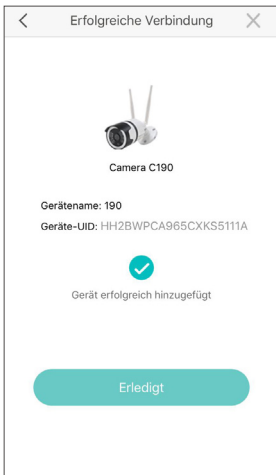 Erfolgreiche Verbindung
Camera C190
Gerätename: 190
Geräte-UID: HH2BWPCA965CXKS5111A
Gerät erfolgreich hinzugefügt
Erledigt